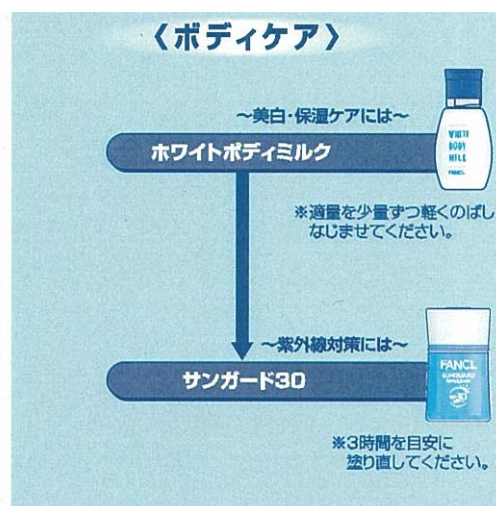 〈ボディケア〉
～美白・保湿ケアには～
ホワイトボディミルク
WHITE
BODY
MILK
FANCL
※適量を少量ずつ軽くのばし
なじませてください。
～紫外線対策には～
サンガード30
FANCL
SUNGUARD
30
※3時間を目安に
塗り直してください。